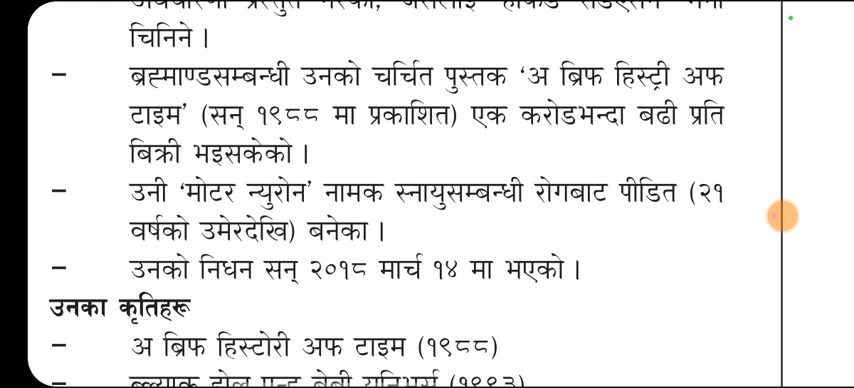 चिनिने ।
– ब्रह्माण्डसम्बन्धी उनको चर्चित पुस्तक ‘अ ब्रिफ हिस्ट्री अफ
टाइम’ (सन् १९८८ मा प्रकाशित) एक करोडभन्दा बढी प्रति
बिक्री भइसकेको ।
– उनी ‘मोटर न्युरोन’ नामक स्नायुसम्बन्धी रोगबाट पीडित (२१
वर्षको उमेरदेखि) बनेका ।
– उनको निधन सन् २०१८ मार्च १४ मा भएको ।
उनका कृतिहरू
– अ ब्रिफ हिस्टोरी अफ टाइम (१९८८)